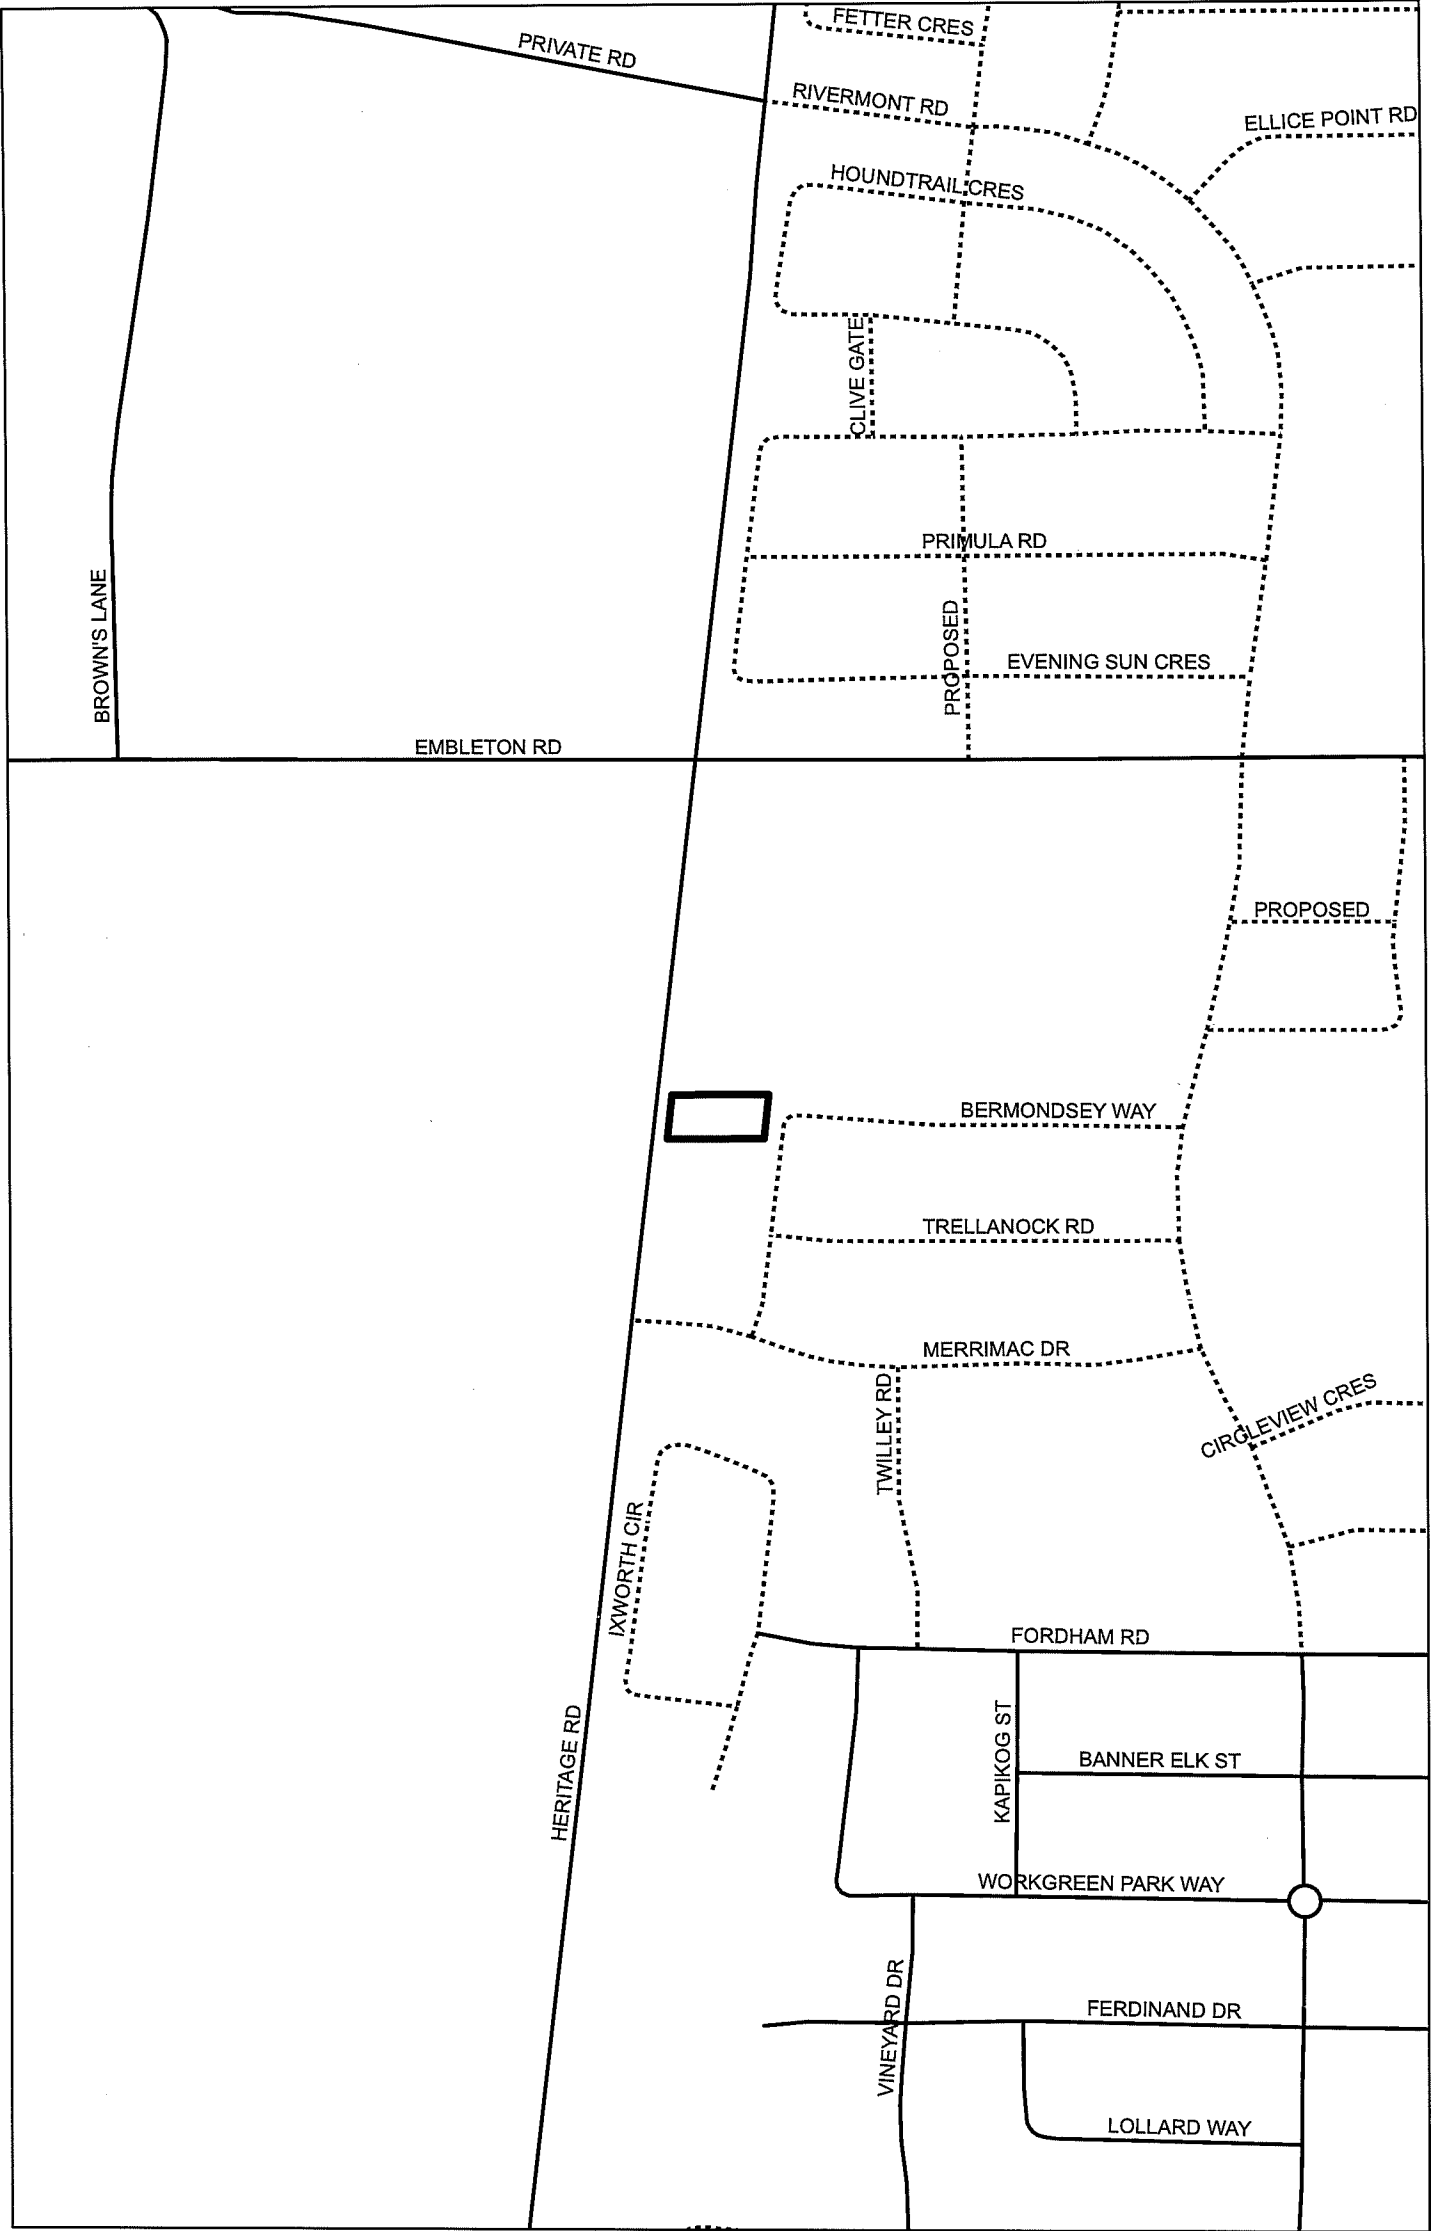 FETTER CRES
PRIVATE RD
RIVERMONT RD
ELLICE POINT RD
HOUNDTRAIL CRES
CLIVE GATE
PRIMULA RD
BROWN'S LANE
PROPOSED
EVENING SUN CRES
EMBLETON RD
PROPOSED
BERMONDSEY WAY
TRELLANOCK RD
MERRIMAC DR
TWILLEY RD
CIRCLEVIEW CRES
IXWORTH CIR
FORDHAM RD
HERITAGE RD
KAPIKOG ST
BANNER ELK ST
WORKGREEN PARK WAY
VINEYARD DR
FERDINAND DR
LOLLARD WAY